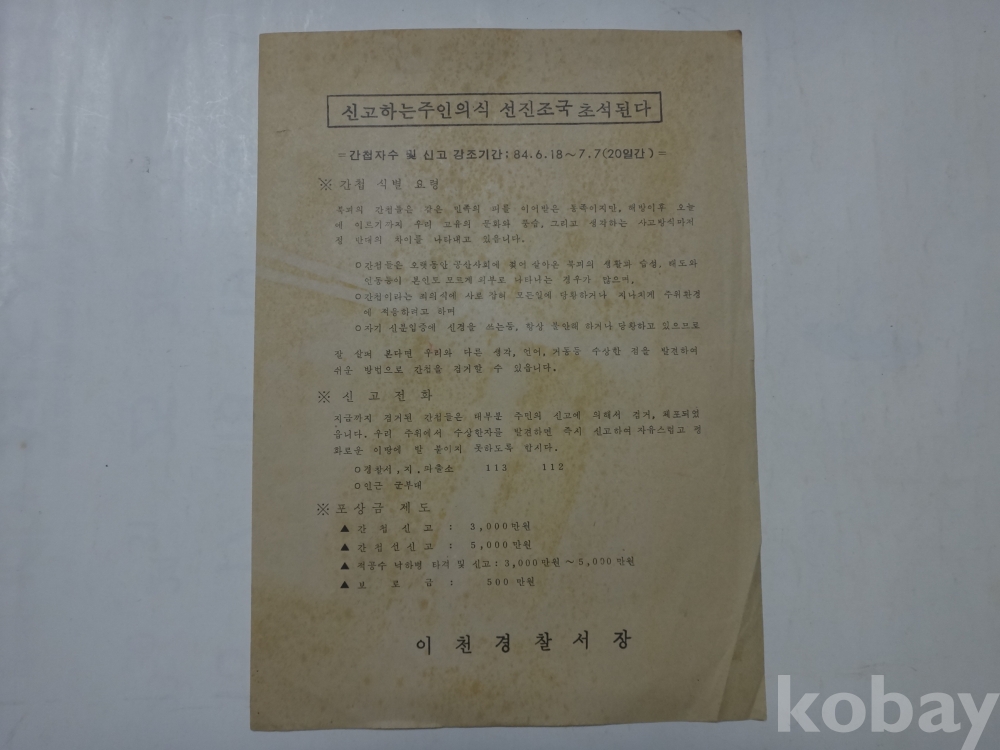 신고하는주인의식 선진조국 초석된다
=간첩자수 및 신고 강조기간: 84.6.18~7.7(20일간)=
※ 간첩 식별 요령
북괴의 간첩들은 같은 민족의 피를 이어받은 동족이지만, 해방이후 오늘
에 이르기까지 우리 고유의 문화와 풍습, 그리고 생각하는 사고방식마저
정 반대의 차이를 나타내고 있읍니다.
○간첩들은 오랫동안 공산사회에 젖어 살아온 북괴의 생활과 습성, 태도와
언동등이 본인도 모르게 외부로 나타나는 경우가 많으며,
○간첩이라는 죄의식에 사로 잡혀 모든일에 당황하거나 지나치게 주위환경
에 적응하려고 하며
○자기 신분위증에 신경을 쓰는등, 항상 불안해 하거나 당황하고 있으므로
잘 살펴 본다면 우리와 다른 생각, 언어, 거동등 수상한 점을 발견하여
쉬운 방법으로 간첩을 검거할 수 있읍니다.
※ 신 고 전 화
지금까지 검거된 간첩들은 대부분 주민의 신고에 의해서 검거, 체포되었
읍니다. 우리 주위에서 수상한자를 발견하면 즉시 신고하여 자유스럽고 평
화로운 이땅에 발 붙이지 못하도록 합시다.
○경찰서, 지. 파출소 113 112
○인근 군부대
※ 포상금 제도
▲ 간 첩 신 고 : 3,000만원
▲ 간첩선신고 : 5,000만원
▲ 적공수 낙하병 타격 및 신고: 3,000만원 ~ 5,000만원
▲ 보 로 금 : 500만원
이 천 경 찰 서 장
kobay